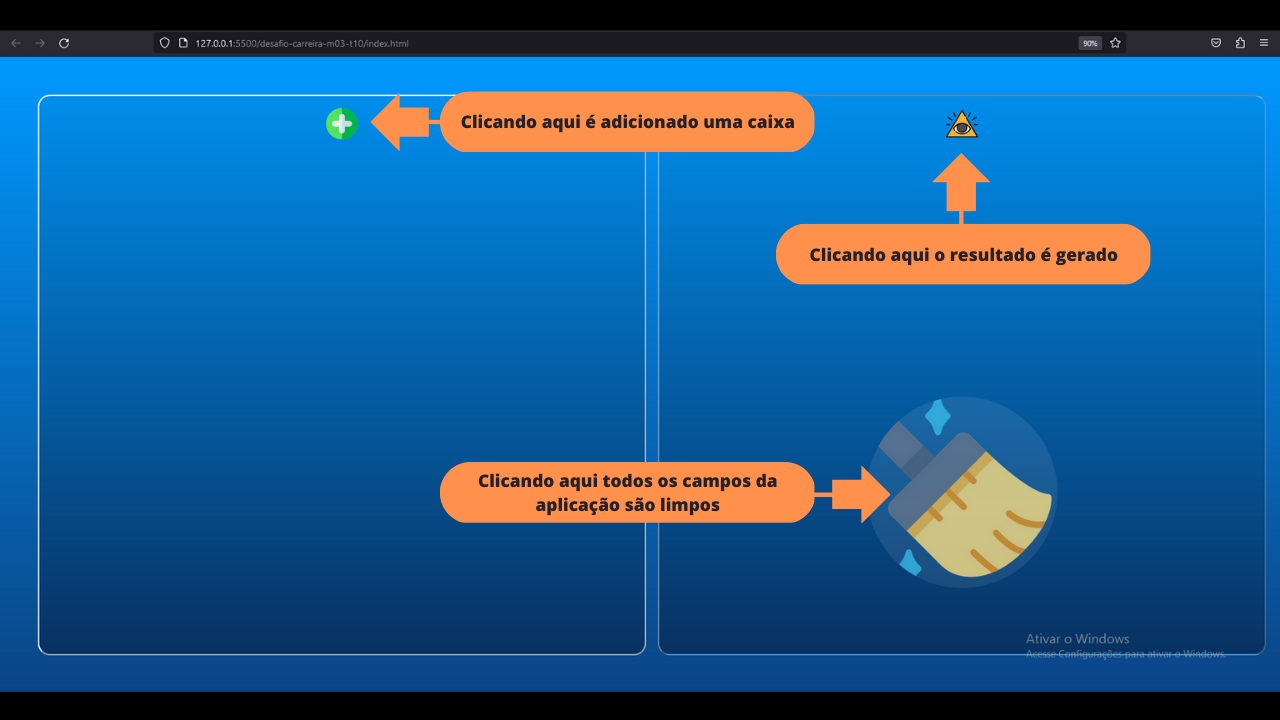 127.0.0.1:5500/desafio-carreira-m03-t10/index.html
90%
Clicando aqui é adicionado uma caixa
Clicando aqui o resultado é gerado
Clicando aqui todos os campos da
aplicação são limpos
Ativar o Windows
Acesse Configurações para ativar o Windows.